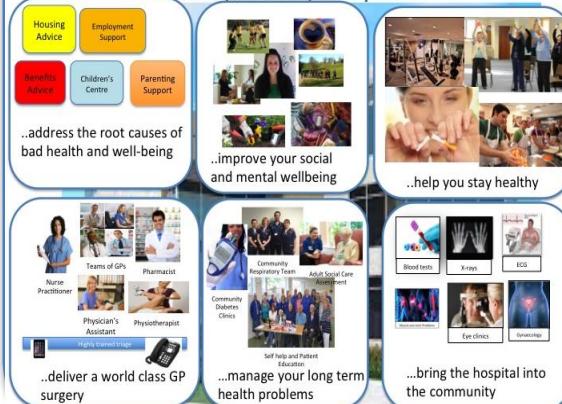 Housing
Advice
Employment
Support
Benefits
Advice
Children's
Centre
Parenting
Support
..address the root causes of
bad health and well-being
..improve your social
and mental wellbeing
..help you stay healthy
Nurse
Practitioner
Teams of GPs
Pharmacist
Physician's
Assistant
Physiotherapist
Highly trained triage
..deliver a world class GP
surgery
Community
Respiratory Team
Adult Social Care
Assessment
Community
Diabetes
Clinics
Self help and Patient
Education
...manage your long term
health problems
Blood tests
X-rays
ECG
Eye clinics
Gynaecology
...bring the hospital into
the community